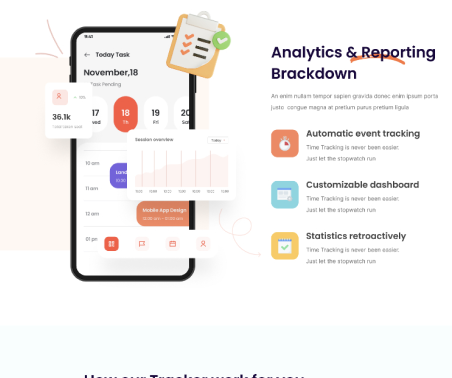 9:41
← Today Task
November,18
Task Pending
36.1k
17
18
19
20
Wed
Th
Fri
Sat
Session overview
Today
10 am
11 am
12 am
01 pm
Mobile App Design
Analytics & Reporting
Brackdown
An enim nullam tempor sapien gravida donec enim ipsum porta
justo congue magna at pretium purus pretium ligula
Automatic event tracking
Time Tracking is never been easier.
Just let the stopwatch run
Customizable dashboard
Time Tracking is never been easier.
Just let the stopwatch run
Statistics retroactively
Time Tracking is never been easier.
Just let the stopwatch run
How our Tracker work for you